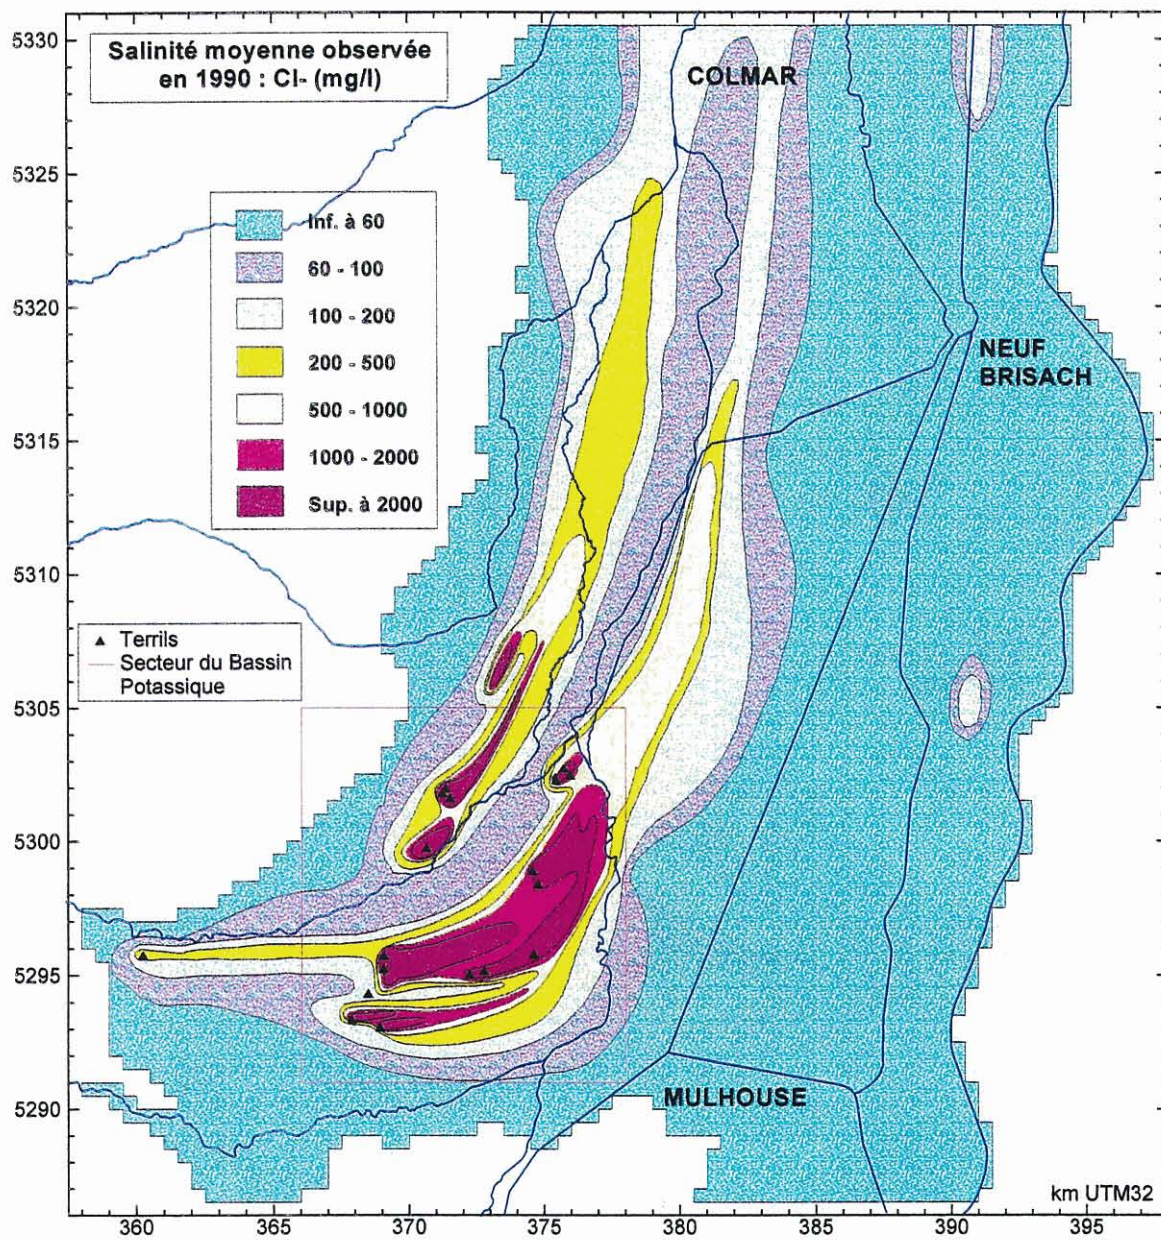 Salinité moyenne observée
en 1990 : Cl- (mg/l)
COLMAR
Inf. à 60
60 - 100
100 - 200
200 - 500
500 - 1000
1000 - 2000
Sup. à 2000
NEUF
BRISACH
▲ Terrils
Secteur du Bassin
Potassique
MULHOUSE
km UTM32
5330
5325
5320
5315
5310
5305
5300
5295
5290
360
365
370
375
380
385
390
395